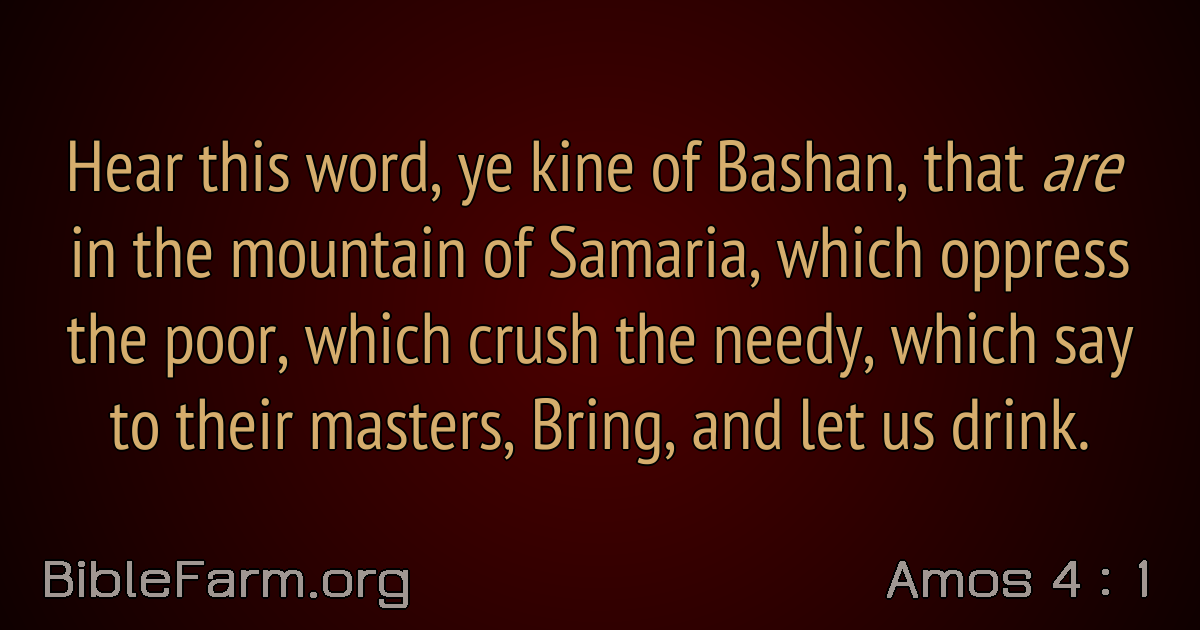 Hear this word, ye kine of Bashan, that are
in the mountain of Samaria, which oppress
the poor, which crush the needy, which say
to their masters, Bring, and let us drink.
BibleFarm.org
Amos 4 : 1